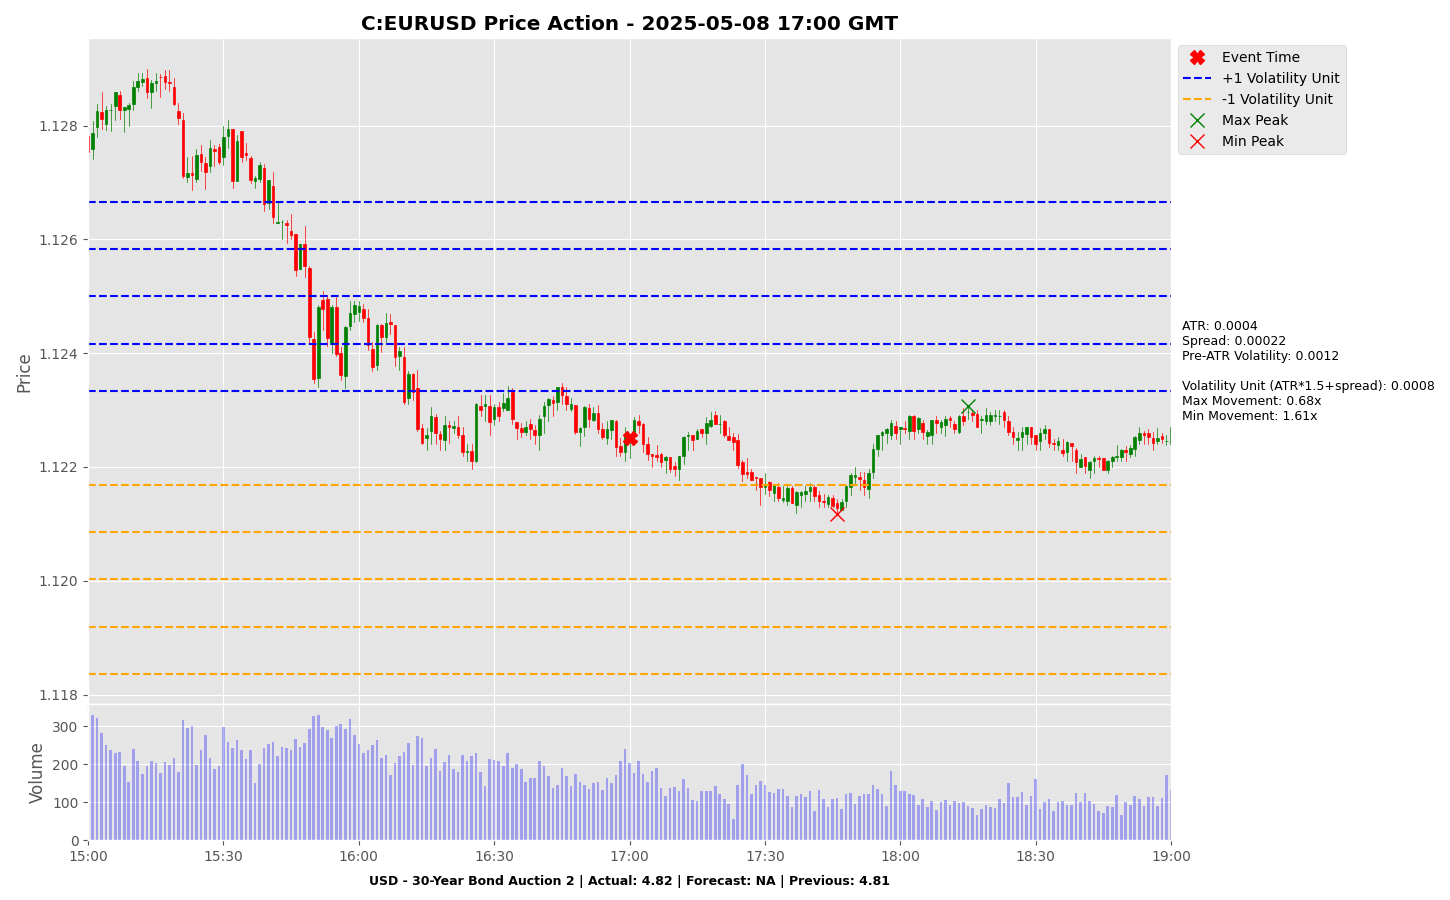 C:EURUSD Price Action - 2025-05-08 17:00 GMT
Event Time
+1 Volatility Unit
-1 Volatility Unit
Max Peak
Min Peak
Price
1.128
1.126
1.124
1.122
1.120
1.118
ATR: 0.0004
Spread: 0.00022
Pre-ATR Volatility: 0.0012
Volatility Unit (ATR*1.5+spread): 0.0008
Max Movement: 0.68x
Min Movement: 1.61x
Volume
300
200
100
0
15:00 15:30 16:00 16:30 17:00 17:30 18:00 18:30 19:00
USD - 30-Year Bond Auction 2 | Actual: 4.82 | Forecast: NA | Previous: 4.81